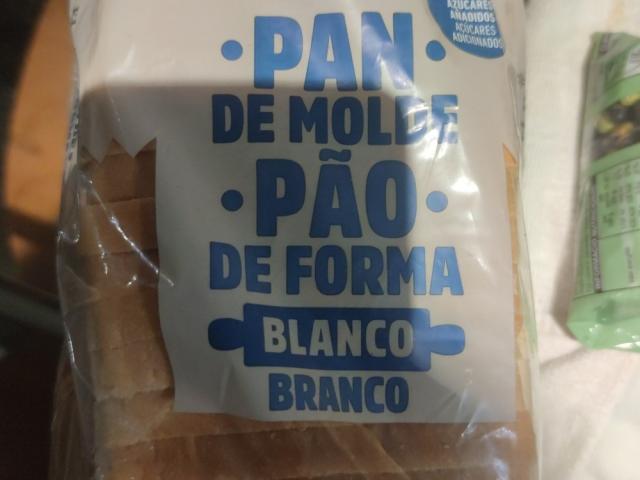 AZÚCARES
AÑADIDOS
AÇÚCARES
ADICIONADOS
• PAN •
DE MOLDE
• PÃO •
DE FORMA
BLANCO
BRANCO